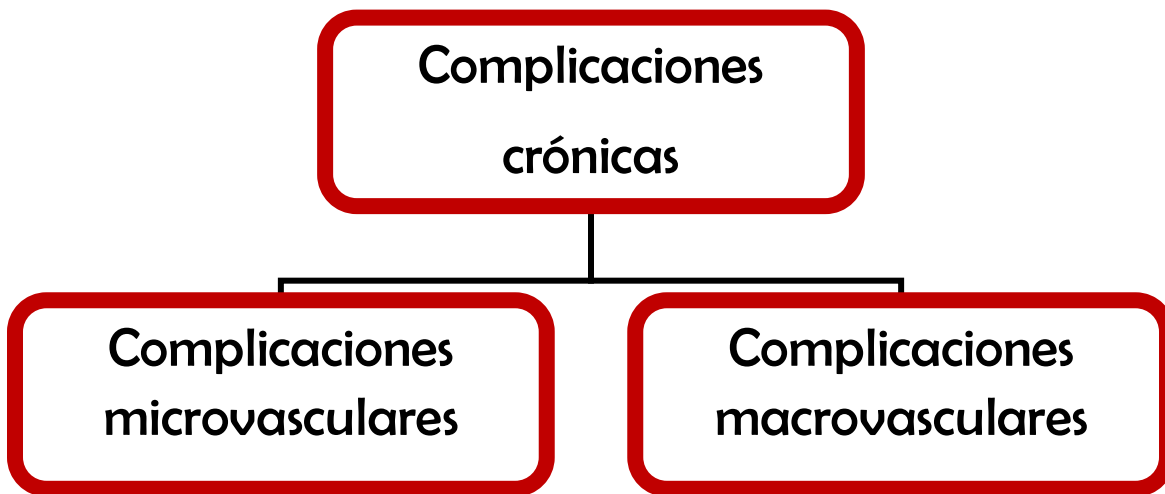 Complicaciones
crónicas
Complicaciones
microvasculares
Complicaciones
macrovasculares